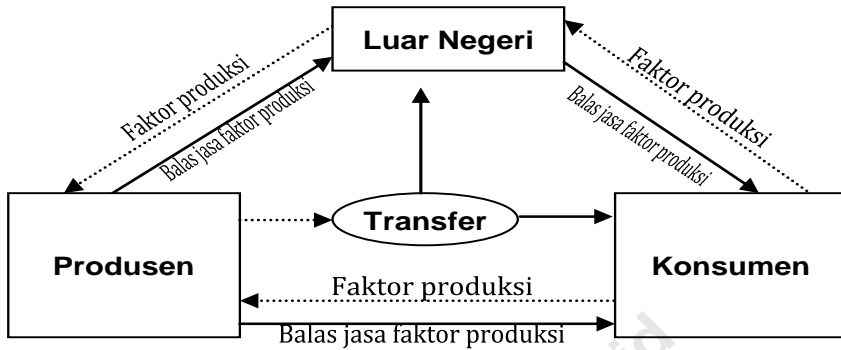 Luar Negeri
Faktor produksi
Balas jasa faktor produksi
Faktor produksi
Balas jasa faktor produksi
Produsen
Transfer
Konsumen
Faktor produksi
Balas jasa faktor produksi
id